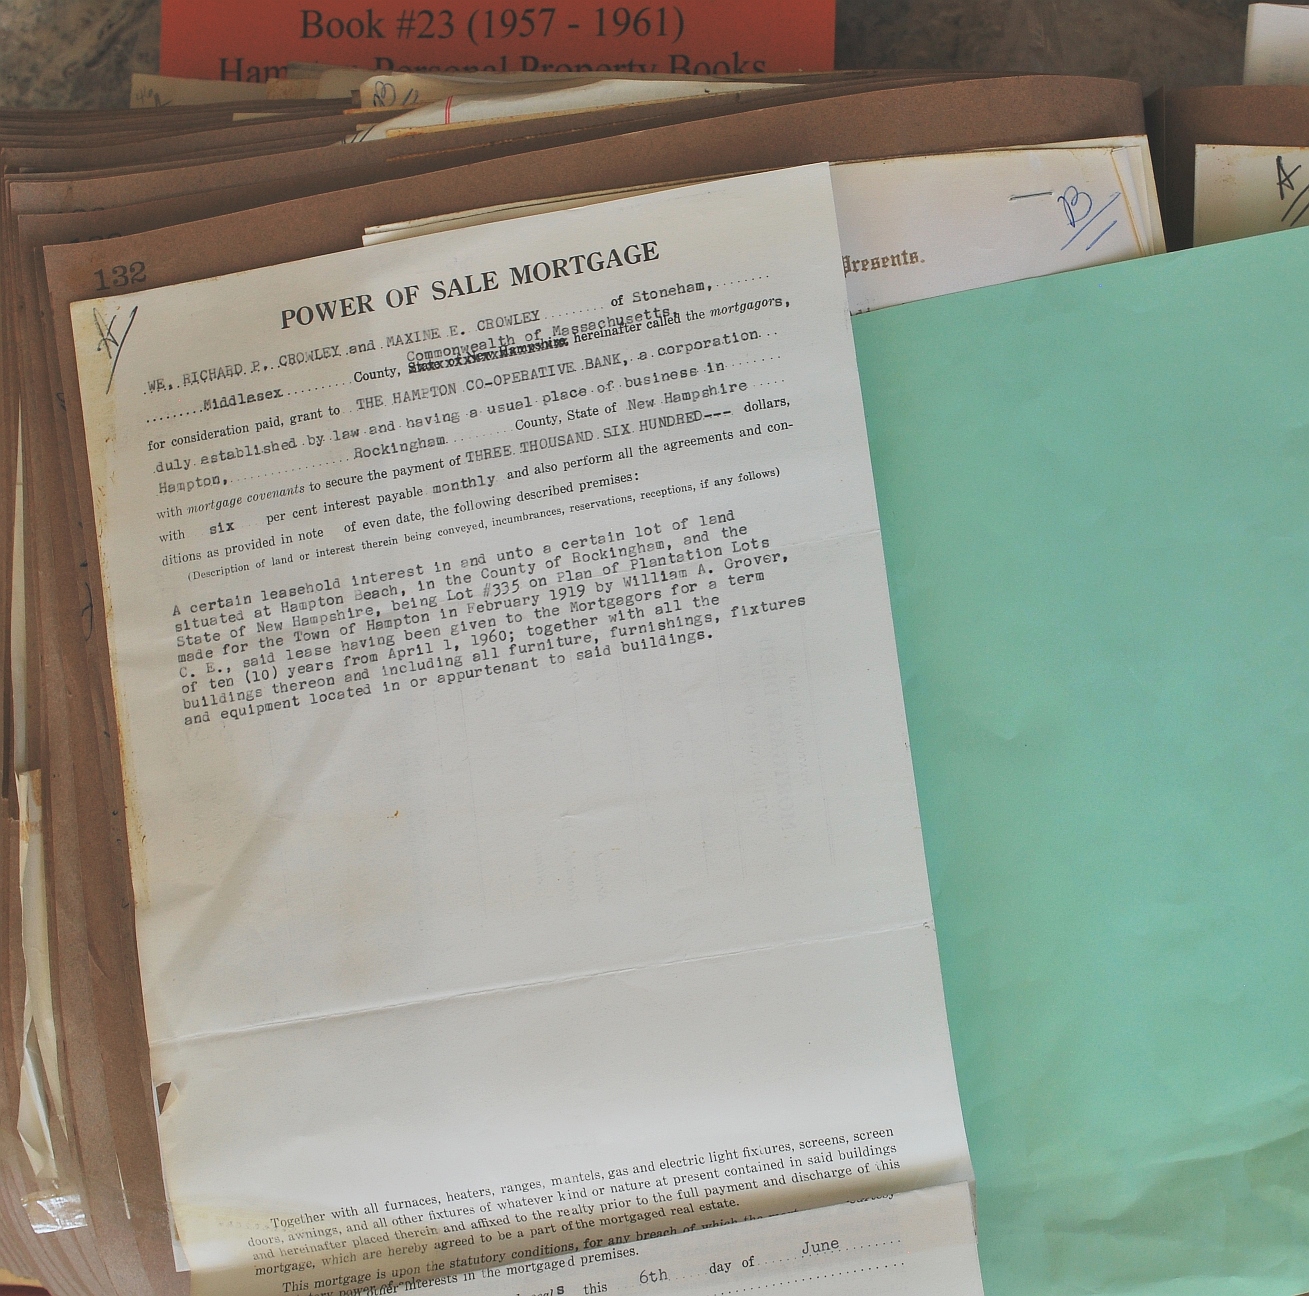 Book #23 (1957 - 1961)
Hampton Personal Property Books
B
A
B
132
Presents.
A
POWER OF SALE MORTGAGE
WE, RICHARD P. CROWLEY and MAXINE E. CROWLEY of Stoneham,
Commonwealth of Massachusetts,
Middlesex County, State of New Hampshire, hereinafter called the mortgagors,
for consideration paid, grant to THE HAMPTON CO-OPERATIVE BANK, a corporation
duly established by law and having a usual place of business in
Hampton, Rockingham County, State of New Hampshire
with mortgage covenants to secure the payment of THREE THOUSAND SIX HUNDRED--- dollars,
with six per cent interest payable monthly and also perform all the agreements and con-
ditions as provided in note of even date, the following described premises:
(Description of land or interest therein being conveyed, incumbrances, reservations, receptions, if any follows)
A certain leasehold interest in and unto a certain lot of land
situated at Hampton Beach, in the County of Rockingham, and the
State of New Hampshire, being Lot #335 on Plan of Plantation Lots
made for the Town of Hampton in February 1919 by William A. Grover,
C. E., said lease having been given to the Mortgagors for a term
of ten (10) years from April 1, 1960; together with all the
buildings thereon and including all furniture, furnishings, fixtures
and equipment located in or appurtenant to said buildings.
Together with all furnaces, heaters, ranges, mantels, gas and electric light fixtures, screens, screen
doors, awnings, and all other fixtures of whatever kind or nature at present contained in said buildings
and hereinafter placed therein and affixed to the realty prior to the full payment and discharge of this
mortgage, which are hereby agreed to be a part of the mortgaged real estate.
This mortgage is upon the statutory conditions, for any breach of which the
power other interests in the mortgaged premises.
s this 6th day of June